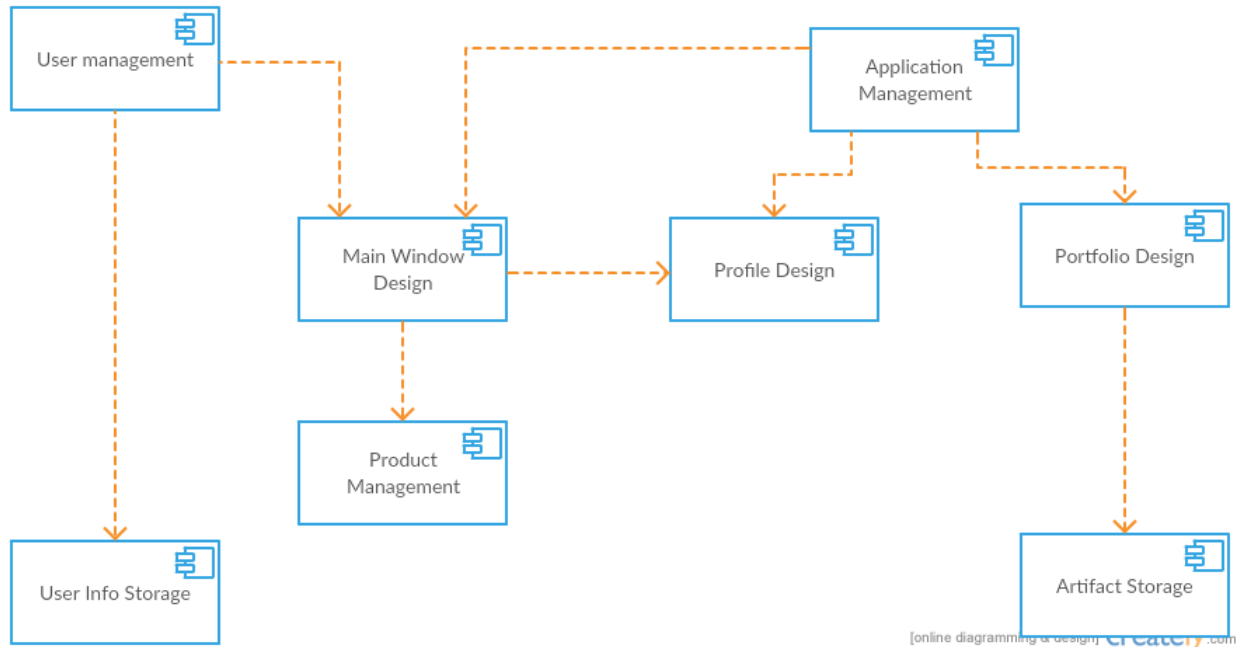 User management
Application
Management
Main Window
Design
Profile Design
Portfolio Design
Product
Management
User Info Storage
Artifact Storage
[online diagramming & design] creately.com